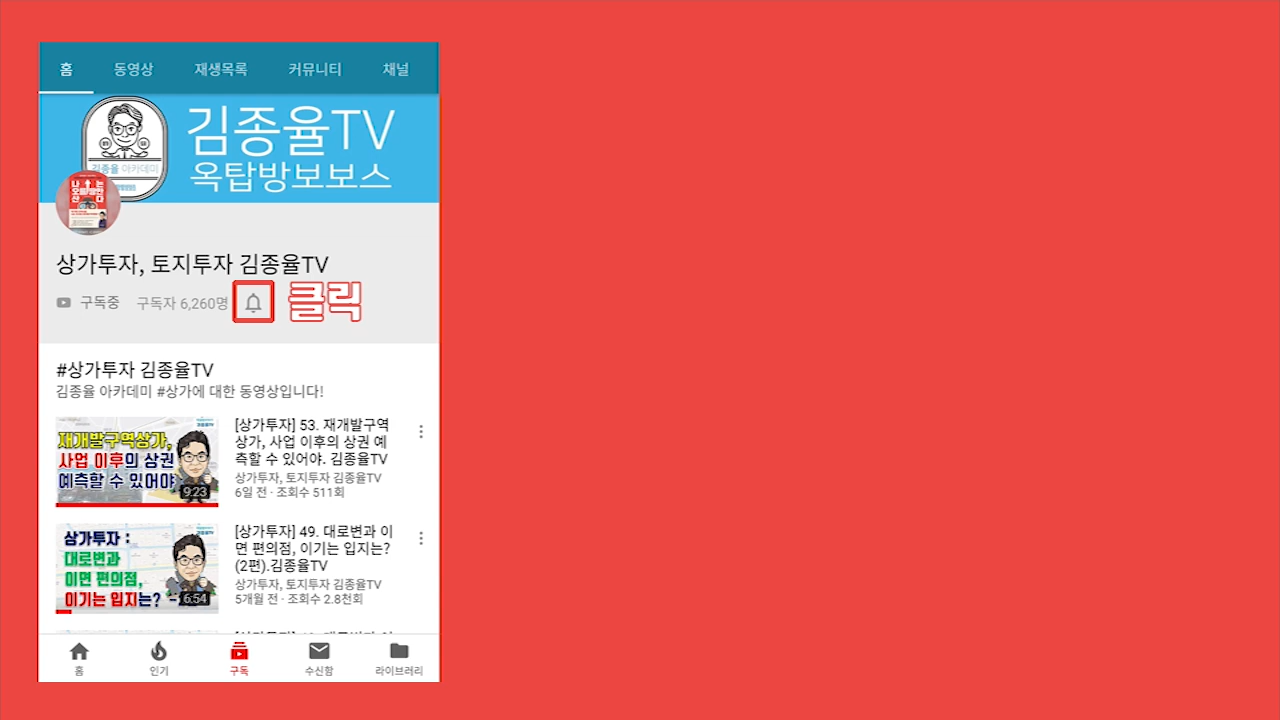 홈 동영상 재생목록 커뮤니티 채널
김종율TV
옥탑방보보스
김종율 아카데미
나는
오를 땅만
산다
상가투자, 토지투자 김종율TV
구독중 구독자 6,260명 클릭
#상가투자 김종율TV
김종율 아카데미 #상가에 대한 동영상입니다!
재개발구역상가,
사업 이후의 상권
예측할 수 있어야
9:23
[상가투자] 53. 재개발구역
상가, 사업 이후의 상권 예
측할 수 있어야. 김종율TV
상가투자, 토지투자 김종율TV
6일 전 · 조회수 511회
상가투자 :
대로변과
이면 편의점,
이기는 입지는?
6:54
[상가투자] 49. 대로변과 이
면 편의점, 이기는 입지는?
(2편).김종율TV
상가투자, 토지투자 김종율TV
5개월 전 · 조회수 2.8천회
홈 인기 구독 수신함 라이브러리